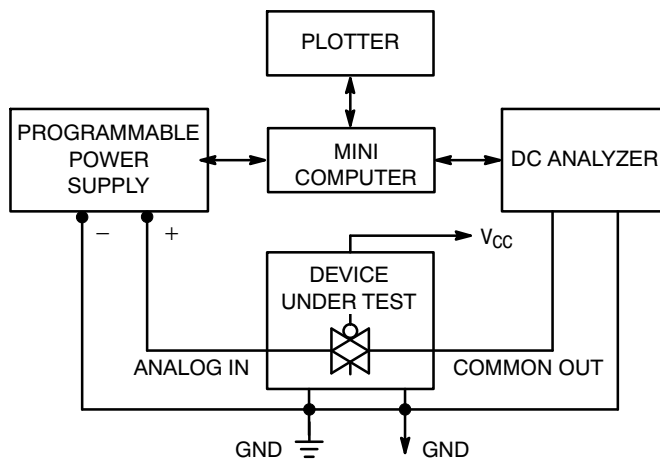 PLOTTER
PROGRAMMABLE
POWER
SUPPLY
MINI
COMPUTER
DC ANALYZER
− +
VCC
DEVICE
UNDER TEST
ANALOG IN
COMMON OUT
GND
GND